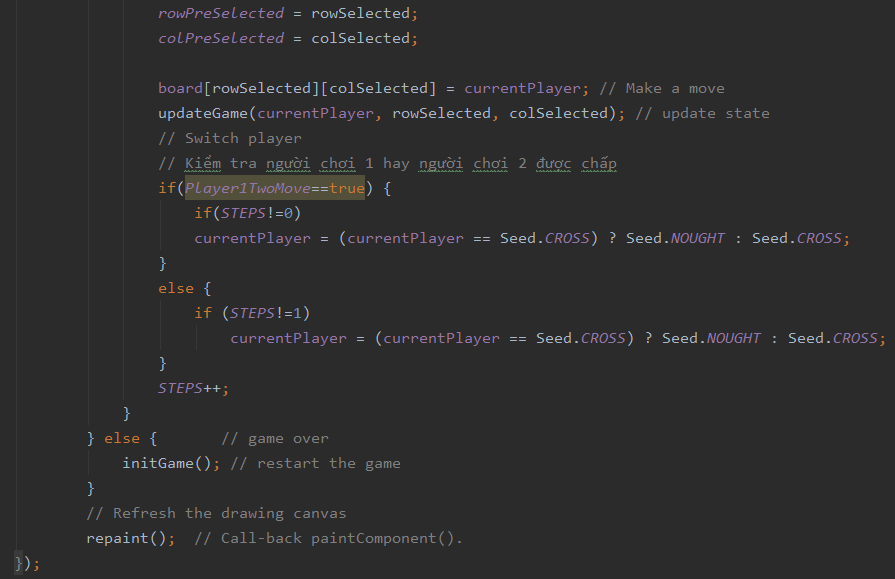 rowPreSelected = rowSelected;
colPreSelected = colSelected;
board[rowSelected][colSelected] = currentPlayer; // Make a move
updateGame(currentPlayer, rowSelected, colSelected); // update state
// Switch player
// Kiểm tra người chơi 1 hay người chơi 2 được chấp
if(Player1TwoMove==true) {
if(STEPS!=0)
currentPlayer = (currentPlayer == Seed.CROSS) ? Seed.NOUGHT : Seed.CROSS;
}
else {
if (STEPS!=1)
currentPlayer = (currentPlayer == Seed.CROSS) ? Seed.NOUGHT : Seed.CROSS;
}
STEPS++;
}
} else { // game over
initGame(); // restart the game
}
// Refresh the drawing canvas
repaint(); // Call-back paintComponent().
});